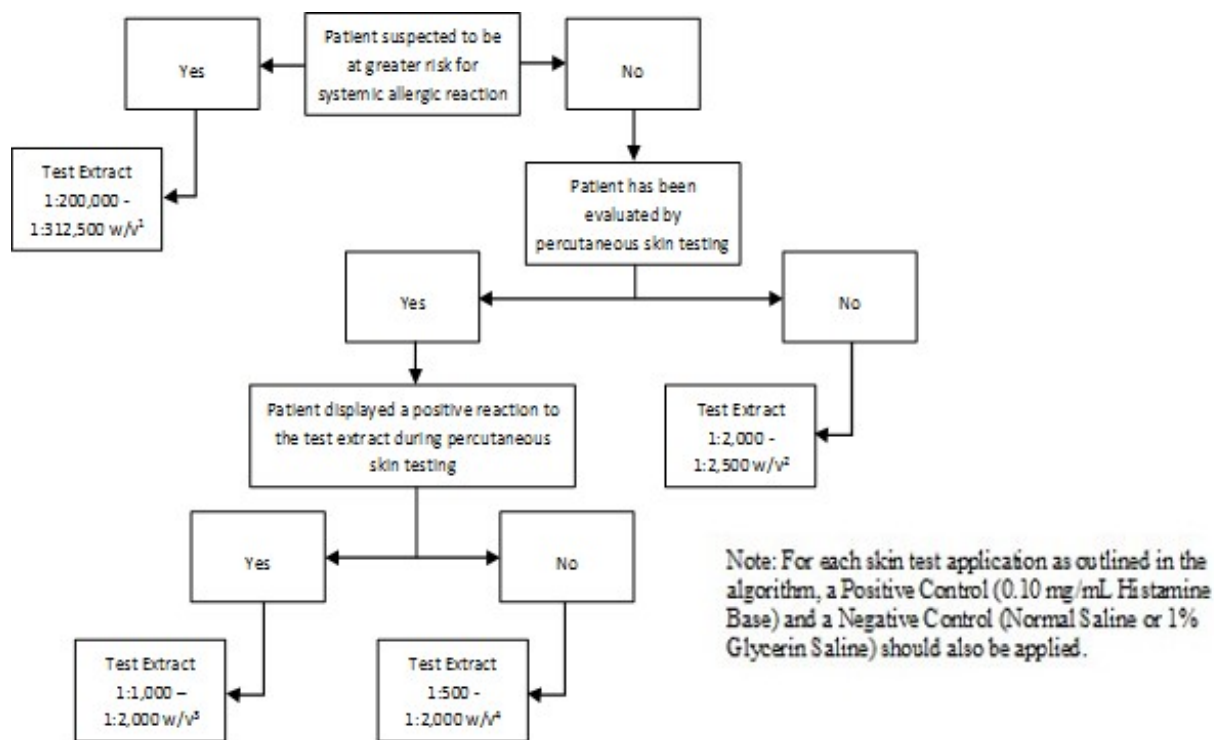 Patient suspected to be
at greater risk for
systemic allergic reaction
Yes
No
Test Extract
1:200,000 -
1:312,500 w/v¹
Patient has been
evaluated by
percutaneous skin testing
Yes
No
Patient displayed a positive reaction to
the test extract during percutaneous
skin testing
Test Extract
1:2,000 -
1:2,500 w/v²
Yes
No
Test Extract
1:1,000 –
1:2,000 w/v³
Test Extract
1:500 -
1:2,000 w/v⁴
Note: For each skin test application as outlined in the
algorithm, a Positive Control (0.10 mg/mL Histamine
Base) and a Negative Control (Normal Saline or 1%
Glycerin Saline) should also be applied.